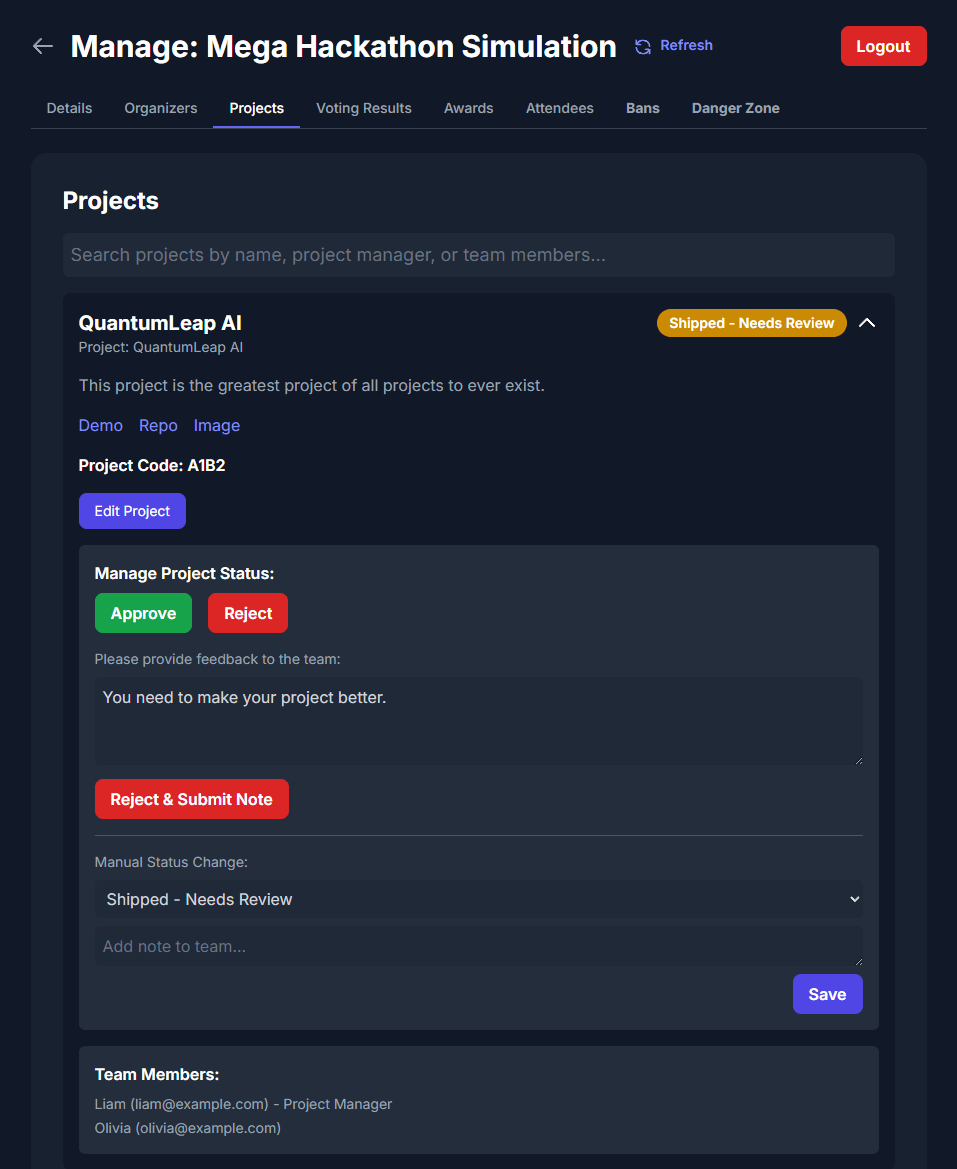 Manage: Mega Hackathon Simulation Refresh Logout
Details Organizers Projects Voting Results Awards Attendees Bans Danger Zone
Projects
Search projects by name, project manager, or team members...
QuantumLeap AI Shipped - Needs Review
Project: QuantumLeap AI
This project is the greatest project of all projects to ever exist.
Demo Repo Image
Project Code: A1B2
Edit Project
Manage Project Status:
Approve Reject
Please provide feedback to the team:
You need to make your project better.
Reject & Submit Note
Manual Status Change:
Shipped - Needs Review
Add note to team...
Save
Team Members:
Liam (liam@example.com) - Project Manager
Olivia (olivia@example.com)